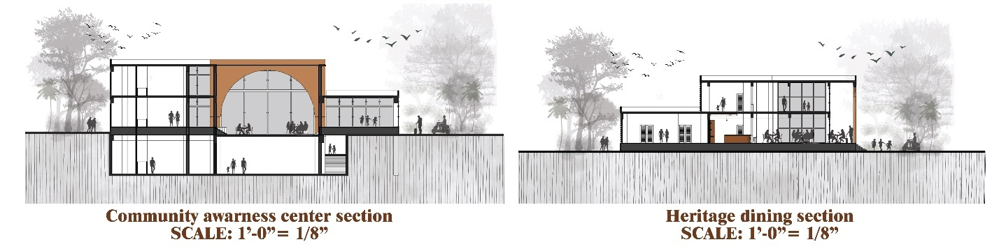 Community awarness center section
SCALE: 1’-0”= 1/8”
Heritage dining section
SCALE: 1’-0”= 1/8”